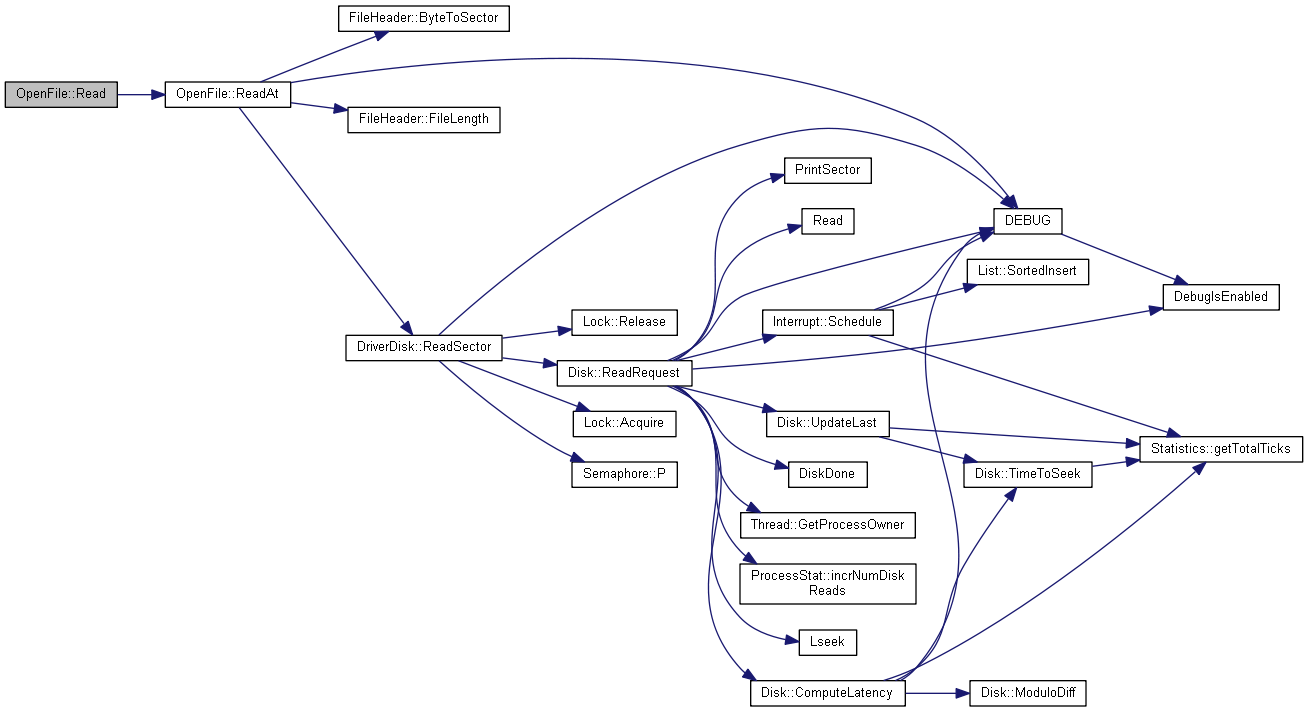 FileHeader::ByteToSector
OpenFile::Read
OpenFile::ReadAt
FileHeader::FileLength
PrintSector
Read
DEBUG
List::SortedInsert
DebugIsEnabled
Lock::Release
Interrupt::Schedule
DriverDisk::ReadSector
Disk::ReadRequest
Lock::Acquire
Disk::UpdateLast
Statistics::getTotalTicks
Semaphore::P
DiskDone
Disk::TimeToSeek
Thread::GetProcessOwner
ProcessStat::incrNumDisk
Reads
Lseek
Disk::ComputeLatency
Disk::ModuloDiff